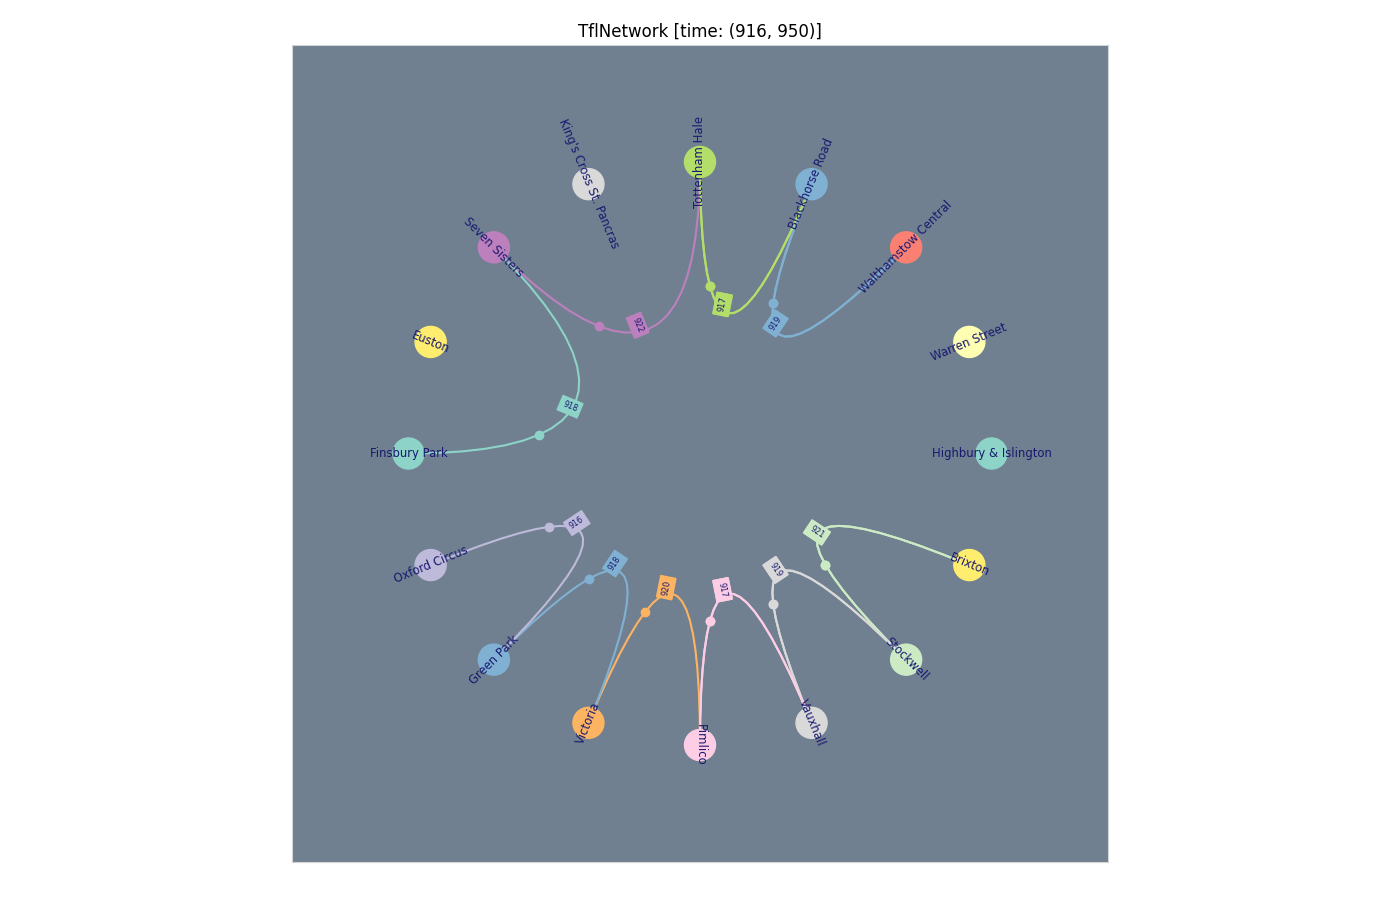 TflNetwork [time: (916, 950)]
Tottenham Hale
King's Cross St. Pancras
Blackhorse Road
Seven Sisters
Walthamstow Central
917
922
919
Euston
Warren Street
918
Finsbury Park
Highbury & Islington
916
921
Oxford Circus
918
919
Brixton
920
917
Green Park
Stockwell
Victoria
Vauxhall
Pimlico